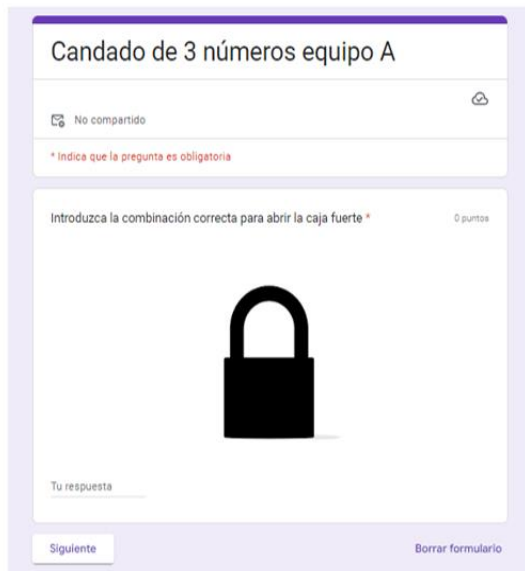 Candado de 3 números equipo A
No compartido
* Indica que la pregunta es obligatoria
Introduzca la combinación correcta para abrir la caja fuerte * 0 puntos
Tu respuesta
Siguiente Borrar formulario